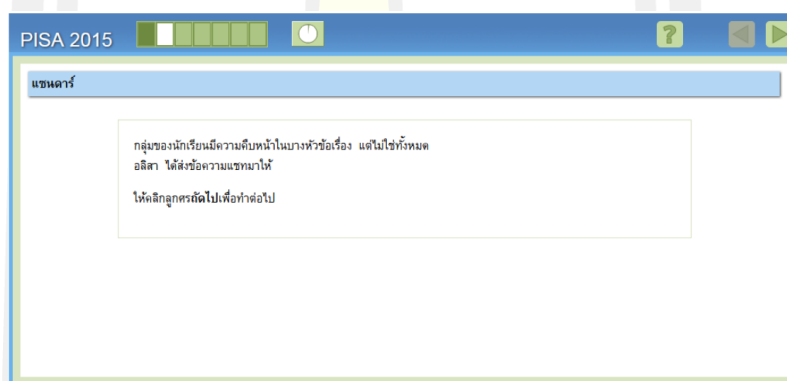 PISA 2015
?
แซนดาร์
กลุ่มของนักเรียนมีความคืบหน้าในบางหัวข้อเรื่อง แต่ไม่ใช่ทั้งหมด
อลิสา ได้ส่งข้อความแชทมาให้
ให้คลิกลูกศรถัดไปเพื่อทำต่อไป